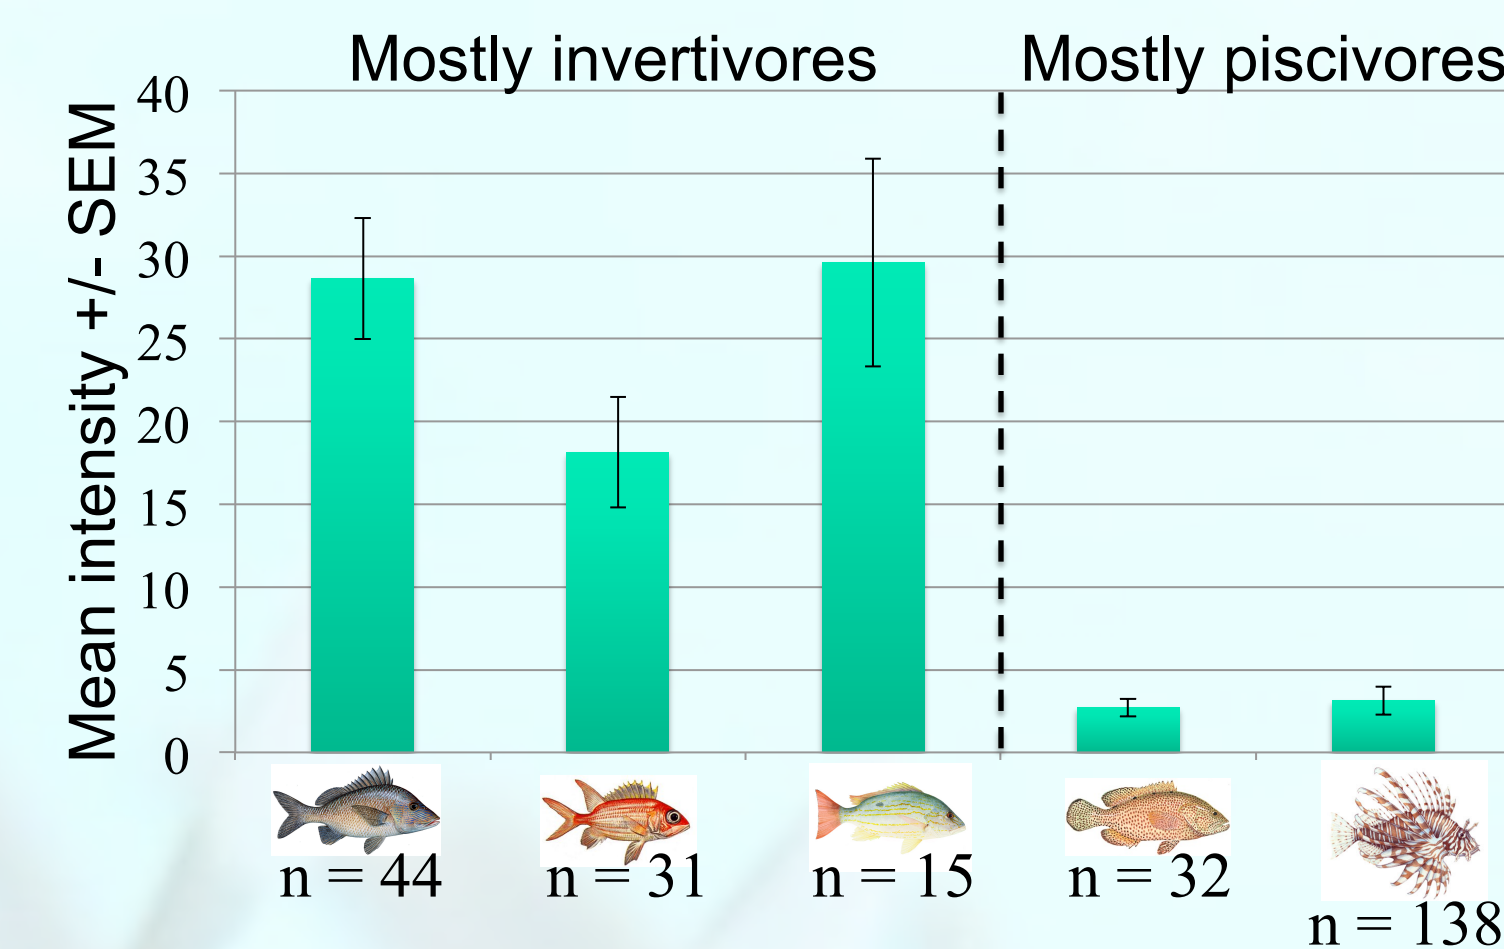 Mostly invertivores
Mostly piscivores
Mean intensity +/- SEM
40
35
30
25
20
15
10
5
0
n = 44
n = 31
n = 15
n = 32
n = 138